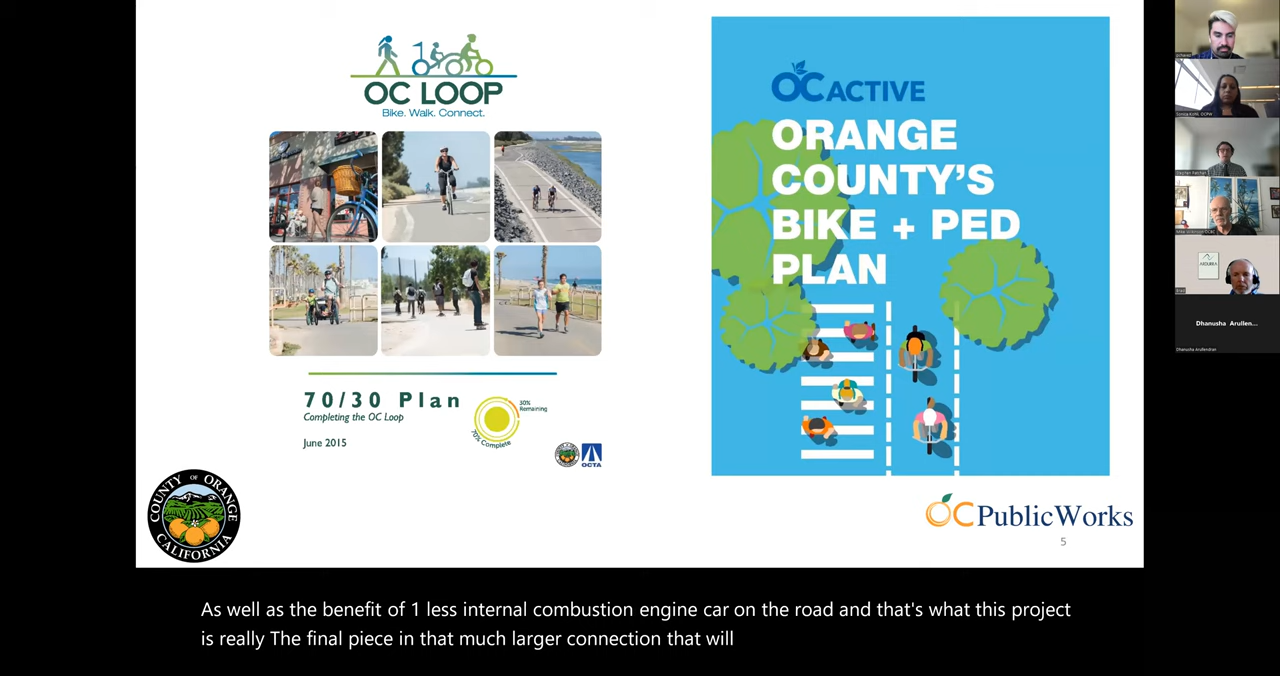 OC LOOP
Bike. Walk. Connect.
70/30 Plan
Completing the OC Loop
June 2015
30%
Remaining
70% Complete
OCTA
OC ACTIVE
ORANGE
COUNTY'S
BIKE + PED
PLAN
COUNTY OF ORANGE
CALIFORNIA
OCPublicWorks
5
As well as the benefit of 1 less internal combustion engine car on the road and that's what this project
is really The final piece in that much larger connection that will
Dhanusha Arullen...
Dhanusha Arullendran